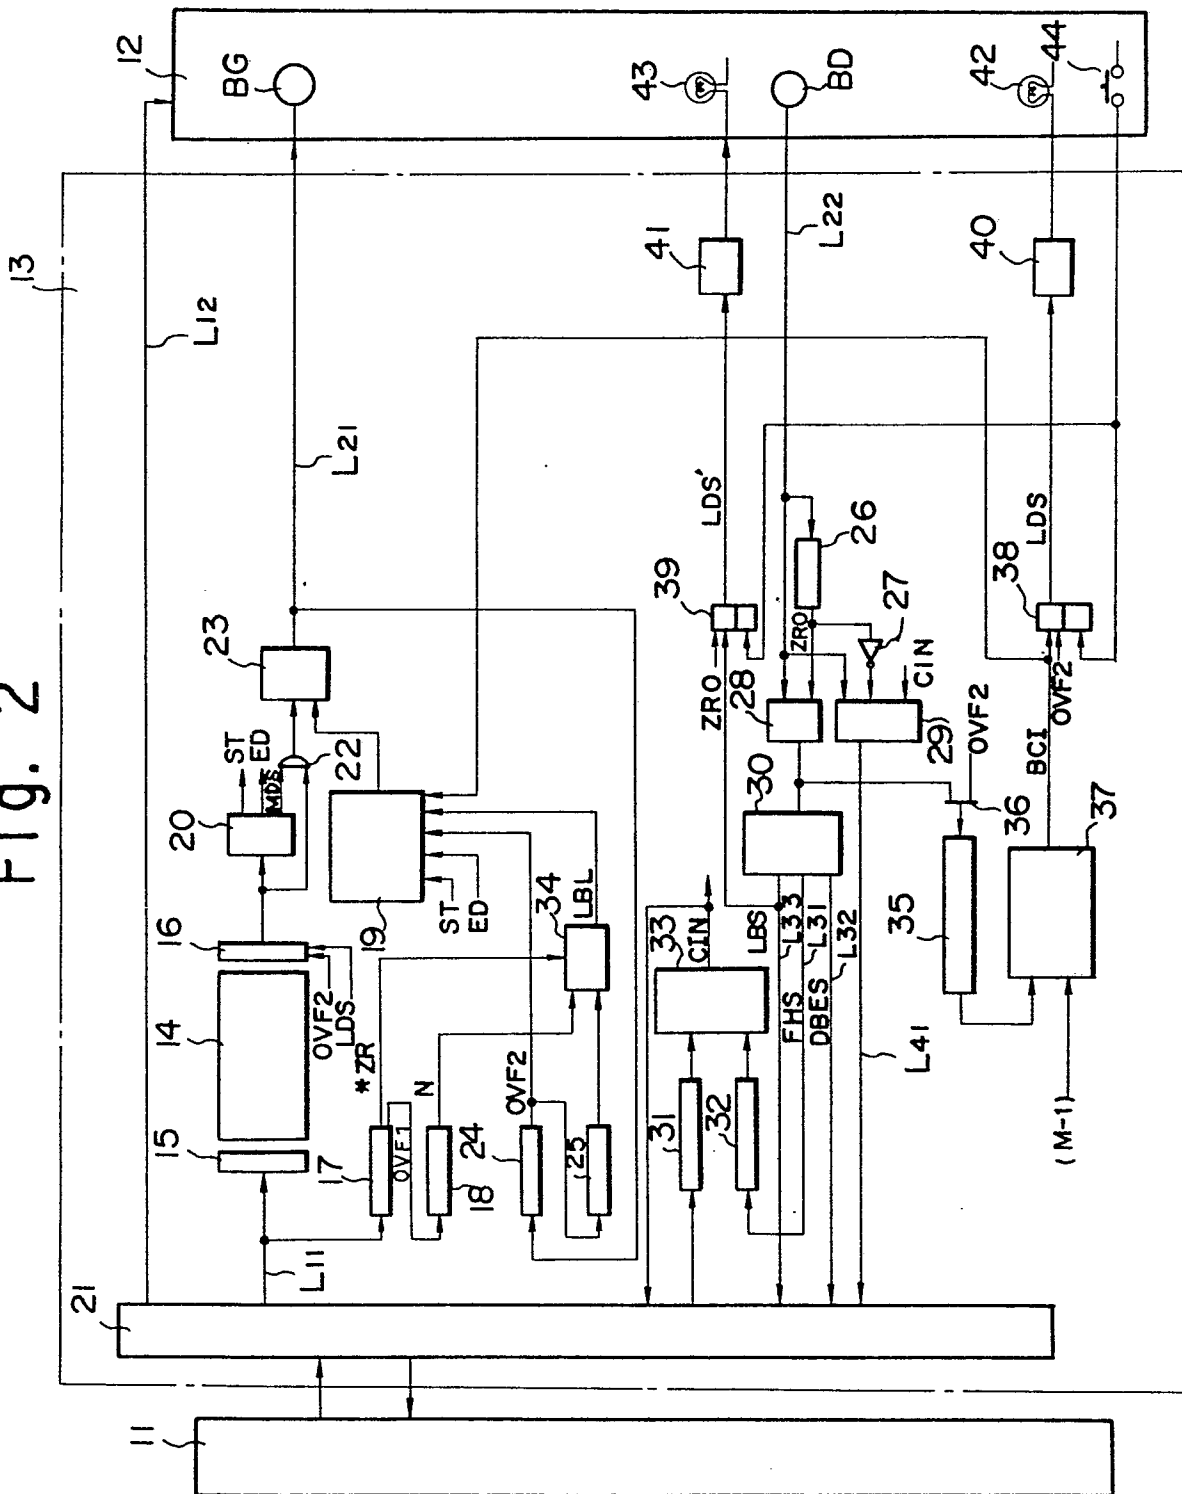 Fig. 2
12
BG
43
BD
42
44
13
L12
L21
41
L22
40
LDS'
LDS
39
26
38
ZRO
ZRO
27
28
CIN
29
OVF2
BCI
OVF2
23
ST
ED
MDS
22
20
19
ST
ED
34
LBL
30
36
37
16
14
15
OVF2
LDS
*ZR
N
17
OVF1
18
OVF2
24
25
33
CIN
LBS
L33
FHS
L31
DBES
L32
35
31
32
L41
(M-1)
L11
21
11